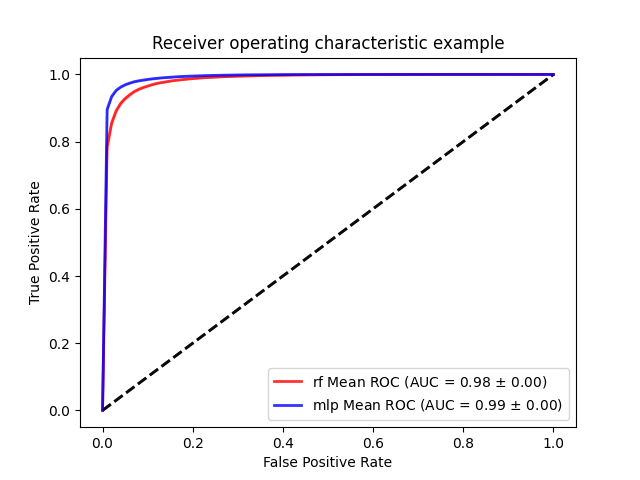 Receiver operating characteristic example
True Positive Rate
1.0
0.8
0.6
0.4
0.2
0.0
rf Mean ROC (AUC = 0.98 ± 0.00)
mlp Mean ROC (AUC = 0.99 ± 0.00)
0.0 0.2 0.4 0.6 0.8 1.0
False Positive Rate